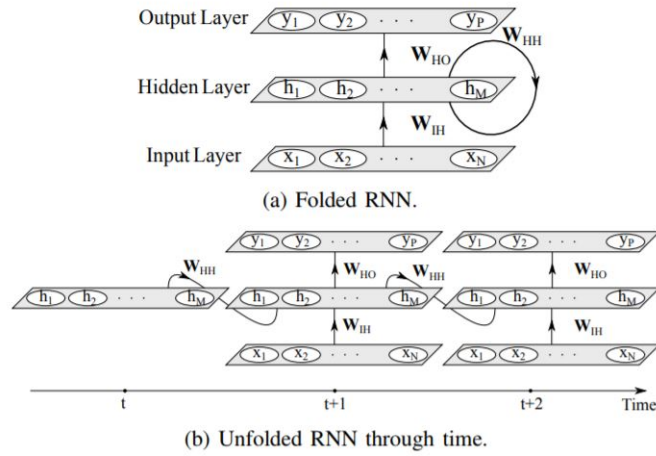 Output Layer y1 y2 · · · yP
WHO WHH
Hidden Layer h1 h2 · · · hM
WIH
Input Layer x1 x2 · · · xN
(a) Folded RNN.
y1 y2 · · · yP y1 y2 · · · yP
WHH WHO WHH WHO
h1 h2 · · · hM h1 h2 · · · hM h1 h2 · · · hM
WIH WIH
x1 x2 · · · xN x1 x2 · · · xN
t t+1 t+2 Time
(b) Unfolded RNN through time.